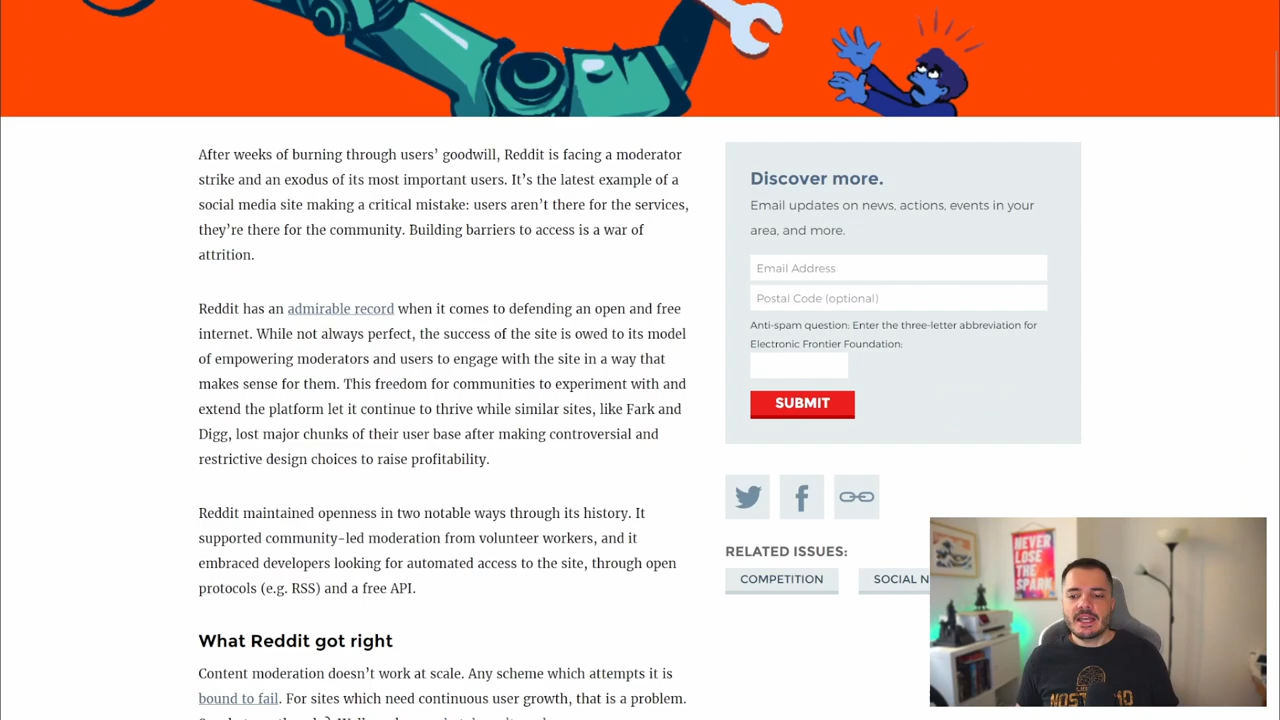 After weeks of burning through users’ goodwill, Reddit is facing a moderator
strike and an exodus of its most important users. It’s the latest example of a
social media site making a critical mistake: users aren’t there for the services,
they’re there for the community. Building barriers to access is a war of
attrition.
Reddit has an admirable record when it comes to defending an open and free
internet. While not always perfect, the success of the site is owed to its model
of empowering moderators and users to engage with the site in a way that
makes sense for them. This freedom for communities to experiment with and
extend the platform let it continue to thrive while similar sites, like Fark and
Digg, lost major chunks of their user base after making controversial and
restrictive design choices to raise profitability.
Reddit maintained openness in two notable ways through its history. It
supported community-led moderation from volunteer workers, and it
embraced developers looking for automated access to the site, through open
protocols (e.g. RSS) and a free API.
What Reddit got right
Content moderation doesn’t work at scale. Any scheme which attempts it is
bound to fail. For sites which need continuous user growth, that is a problem.
Discover more.
Email updates on news, actions, events in your
area, and more.
Email Address
Postal Code (optional)
Anti-spam question: Enter the three-letter abbreviation for
Electronic Frontier Foundation:
SUBMIT
RELATED ISSUES:
COMPETITION
SOCIAL N
NEVER
LOSE
THE
SPARK